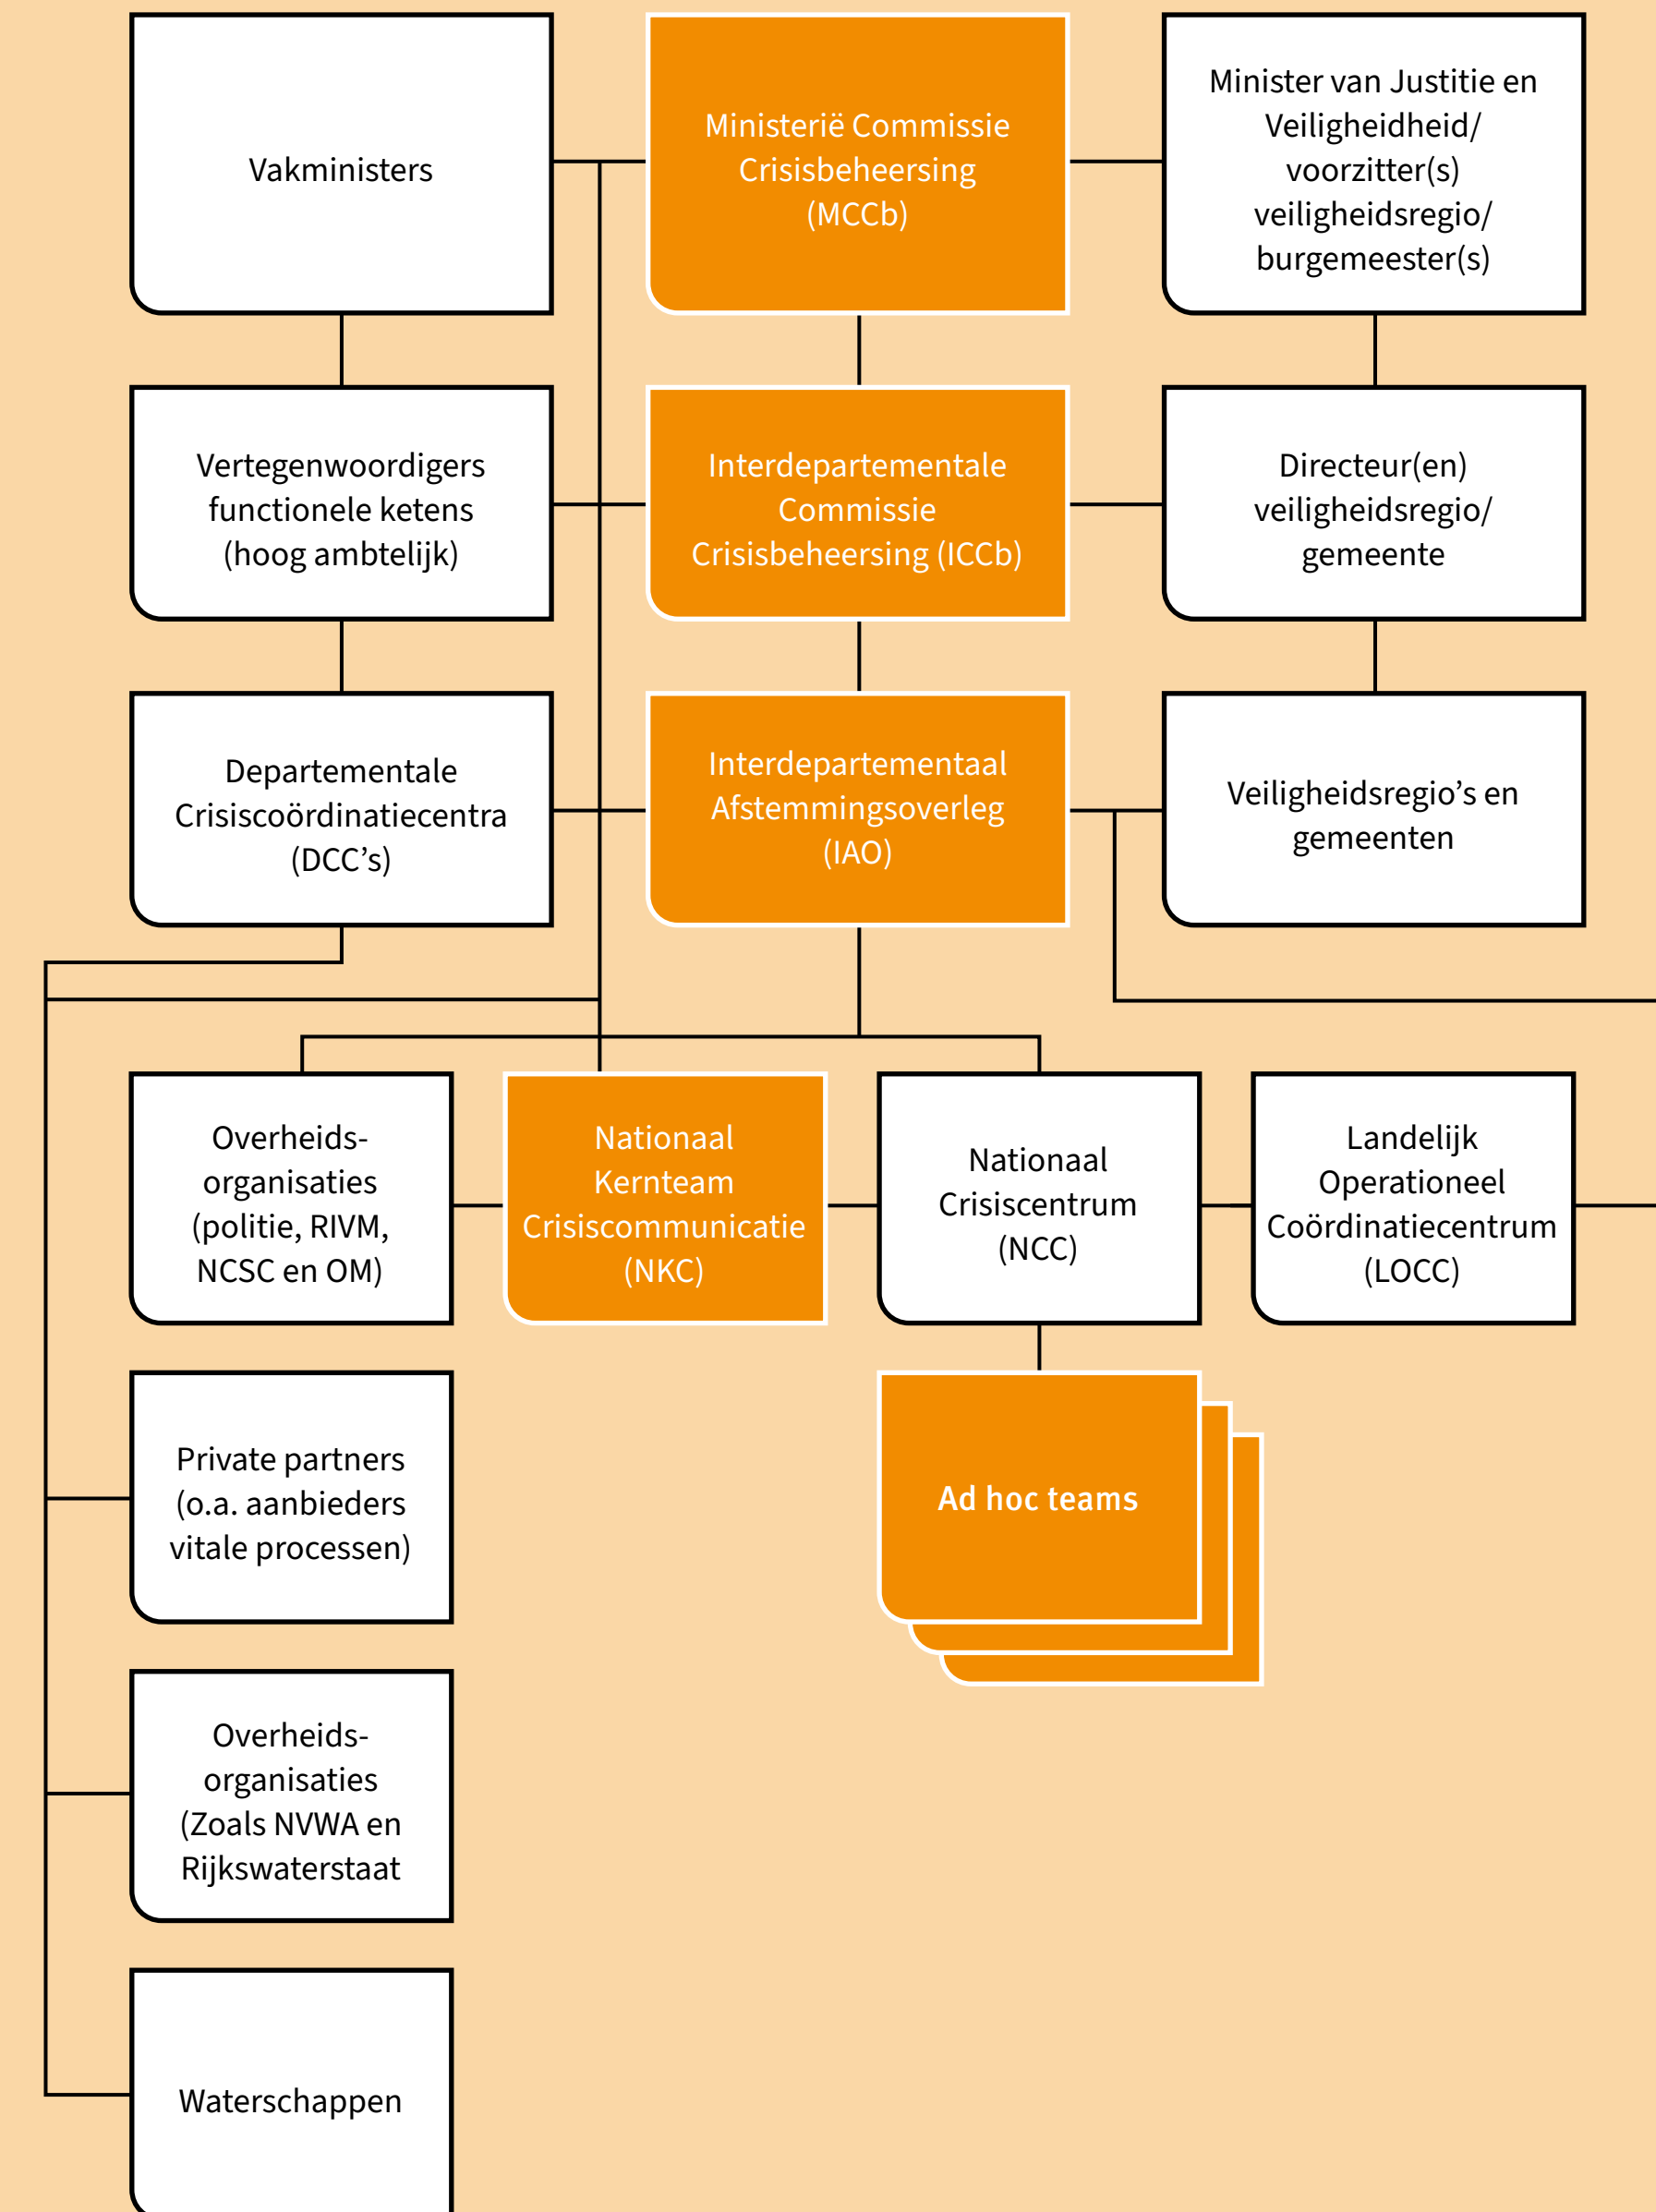 Vakministers
Ministerië Commissie
Crisisbeheersing
(MCCb)
Minister van Justitie en
Veiligheidheid/
voorzitter(s)
veiligheidsregio/
burgemeester(s)
Vertegenwoordigers
functionele ketens
(hoog ambtelijk)
Interdepartementale
Commissie
Crisisbeheersing (ICCb)
Directeur(en)
veiligheidsregio/
gemeente
Departementale
Crisiscoördinatiecentra
(DCC’s)
Interdepartementaal
Afstemmingsoverleg
(IAO)
Veiligheidsregio’s en
gemeenten
Overheids-
organisaties
(politie, RIVM,
NCSC en OM)
Nationaal
Kernteam
Crisiscommunicatie
(NKC)
Nationaal
Crisiscentrum
(NCC)
Landelijk
Operationeel
Coördinatiecentrum
(LOCC)
Private partners
(o.a. aanbieders
vitale processen)
Ad hoc teams
Overheids-
organisaties
(Zoals NVWA en
Rijkswaterstaat
Waterschappen